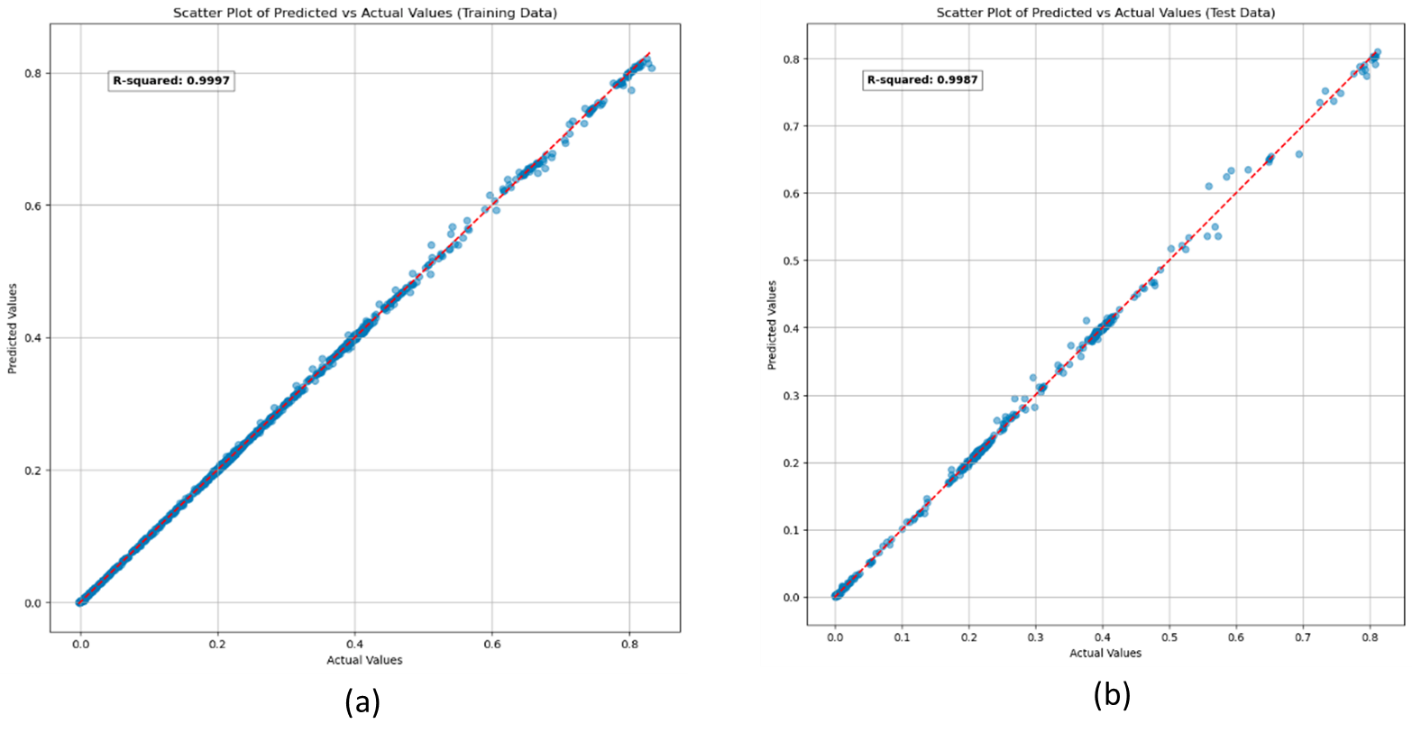 Scatter Plot of Predicted vs Actual Values (Training Data)
R-squared: 0.9997
Predicted Values
0.8
0.6
0.4
0.2
0.0
0.0 0.2 0.4 0.6 0.8
Actual Values
(a)
Scatter Plot of Predicted vs Actual Values (Test Data)
R-squared: 0.9987
Predicted Values
0.8
0.7
0.6
0.5
0.4
0.3
0.2
0.1
0.0
0.0 0.1 0.2 0.3 0.4 0.5 0.6 0.7 0.8
Actual Values
(b)